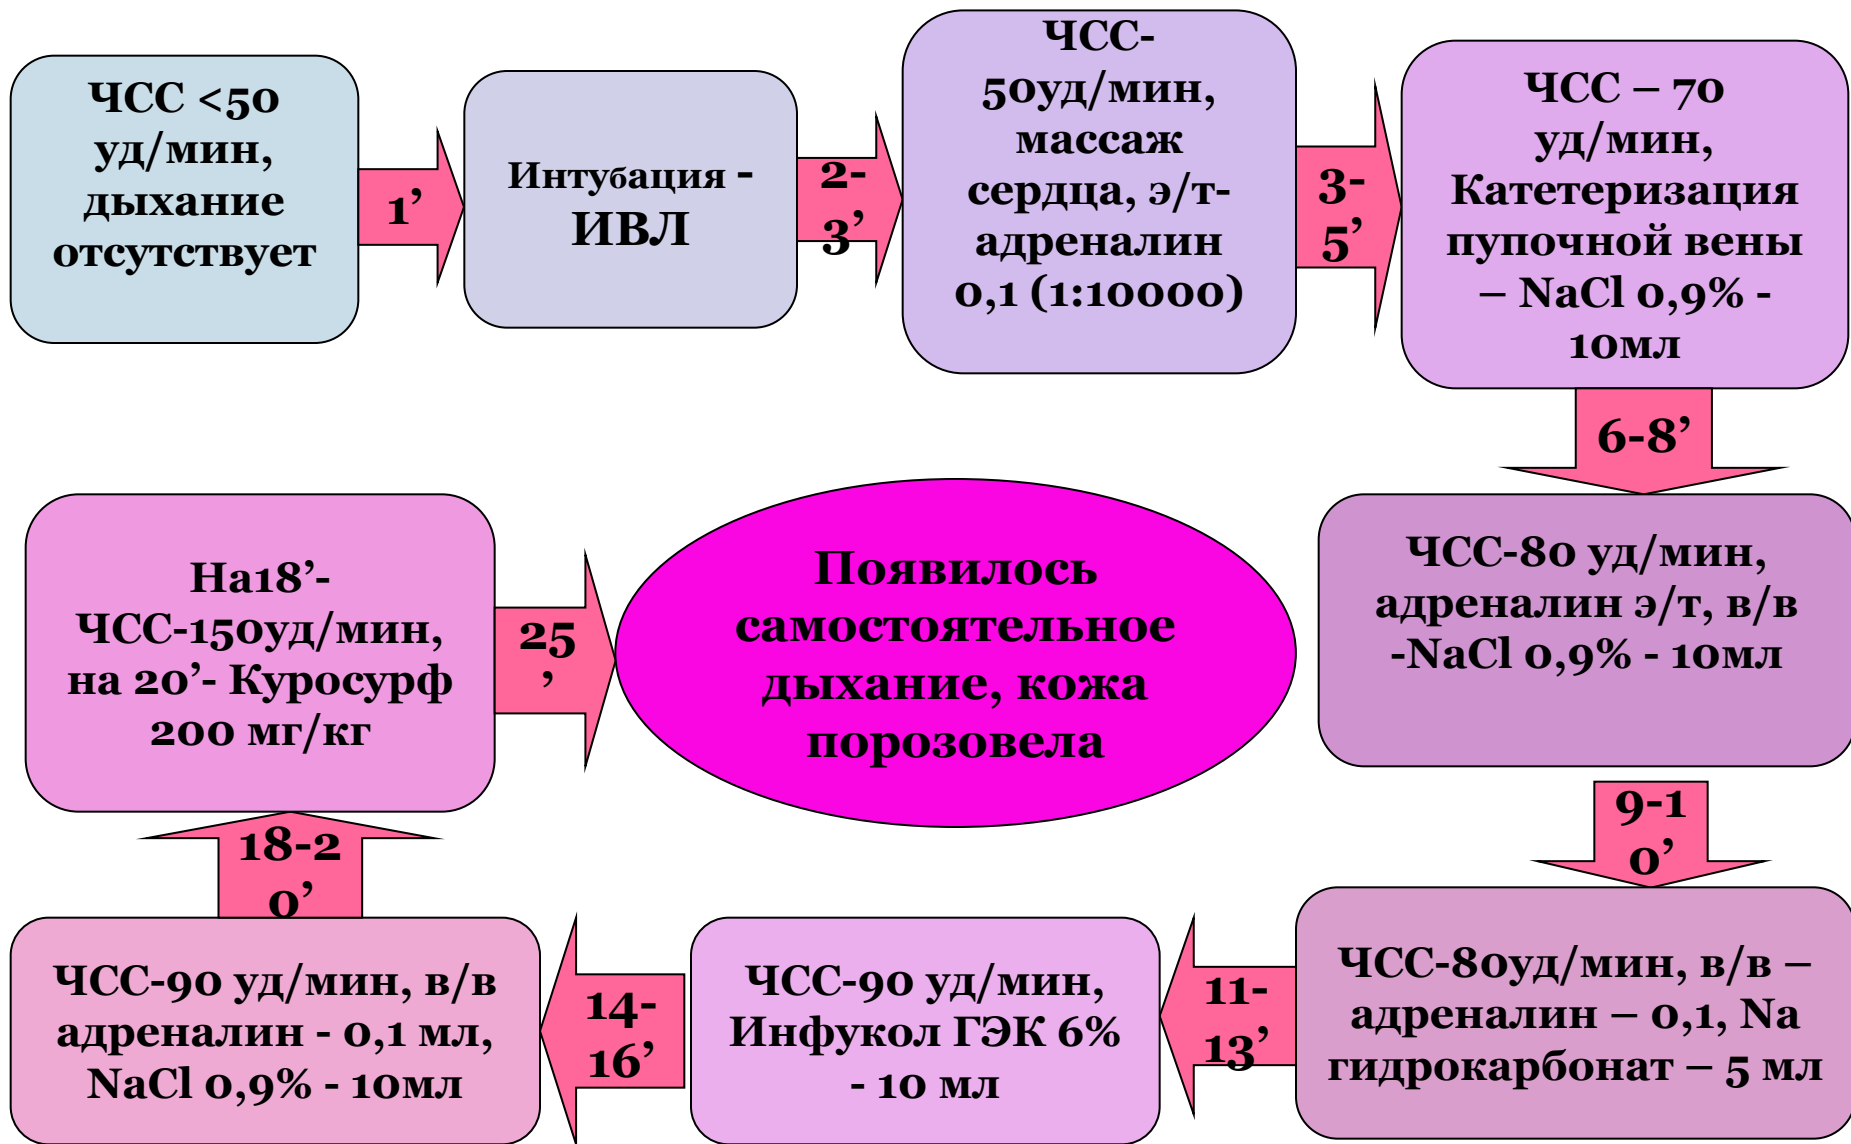 ЧСС <50
уд/мин,
дыхание
отсутствует
1’
Интубация -
ИВЛ
2-
3’
ЧСС-
50уд/мин,
массаж
сердца, э/т-
адреналин
0,1 (1:10000)
3-
5’
ЧСС – 70
уд/мин,
Катетеризация
пупочной вены
– NaCl 0,9% -
10мл
6-8’
ЧСС-80 уд/мин,
адреналин э/т, в/в
-NaCl 0,9% - 10мл
9-1
0’
ЧСС-80уд/мин, в/в –
адреналин – 0,1, Na
гидрокарбонат – 5 мл
11-
13’
ЧСС-90 уд/мин,
Инфукол ГЭК 6%
- 10 мл
14-
16’
ЧСС-90 уд/мин, в/в
адреналин - 0,1 мл,
NaCl 0,9% - 10мл
18-2
0’
На18’-
ЧСС-150уд/мин,
на 20’- Куросурф
200 мг/кг
25
’
Появилось
самостоятельное
дыхание, кожа
порозовела